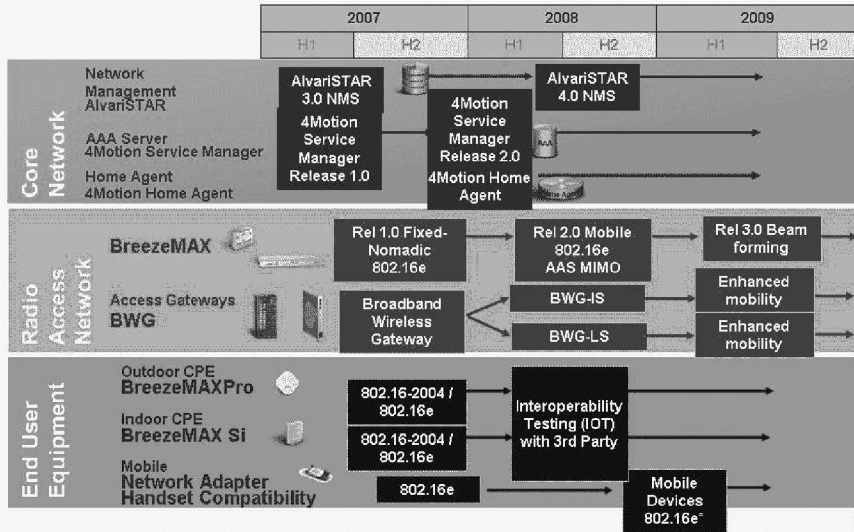 2007 2008 2009
H1 H2 H1 H2 H1 H2
Core
Network
Network
Management
AlvariSTAR
AlvariSTAR
3.0 NMS
AlvariSTAR
4.0 NMS
AAA Server
4Motion Service Manager
4Motion
Service
Manager
Release 1.0
4Motion
Service
Manager
Release 2.0
AAA
Home Agent
4Motion Home Agent
4Motion Home
Agent
Home Agent
Radio
Access
Network
BreezeMAX
Rel 1.0 Fixed-
Nomadic
802.16e
Rel 2.0 Mobile
802.16e
AAS MIMO
Rel 3.0 Beam
forming
Access Gateways
BWG
Broadband
Wireless
Gateway
BWG-IS
Enhanced
mobility
BWG-LS
Enhanced
mobility
End User
Equipment
Outdoor CPE
BreezeMAXPro
802.16-2004 /
802.16e
Interoperability
Testing (IOT)
with 3rd Party
Indoor CPE
BreezeMAX Si
802.16-2004 /
802.16e
Mobile
Network Adapter
Handset Compatibility
802.16e
Mobile
Devices
802.16e*